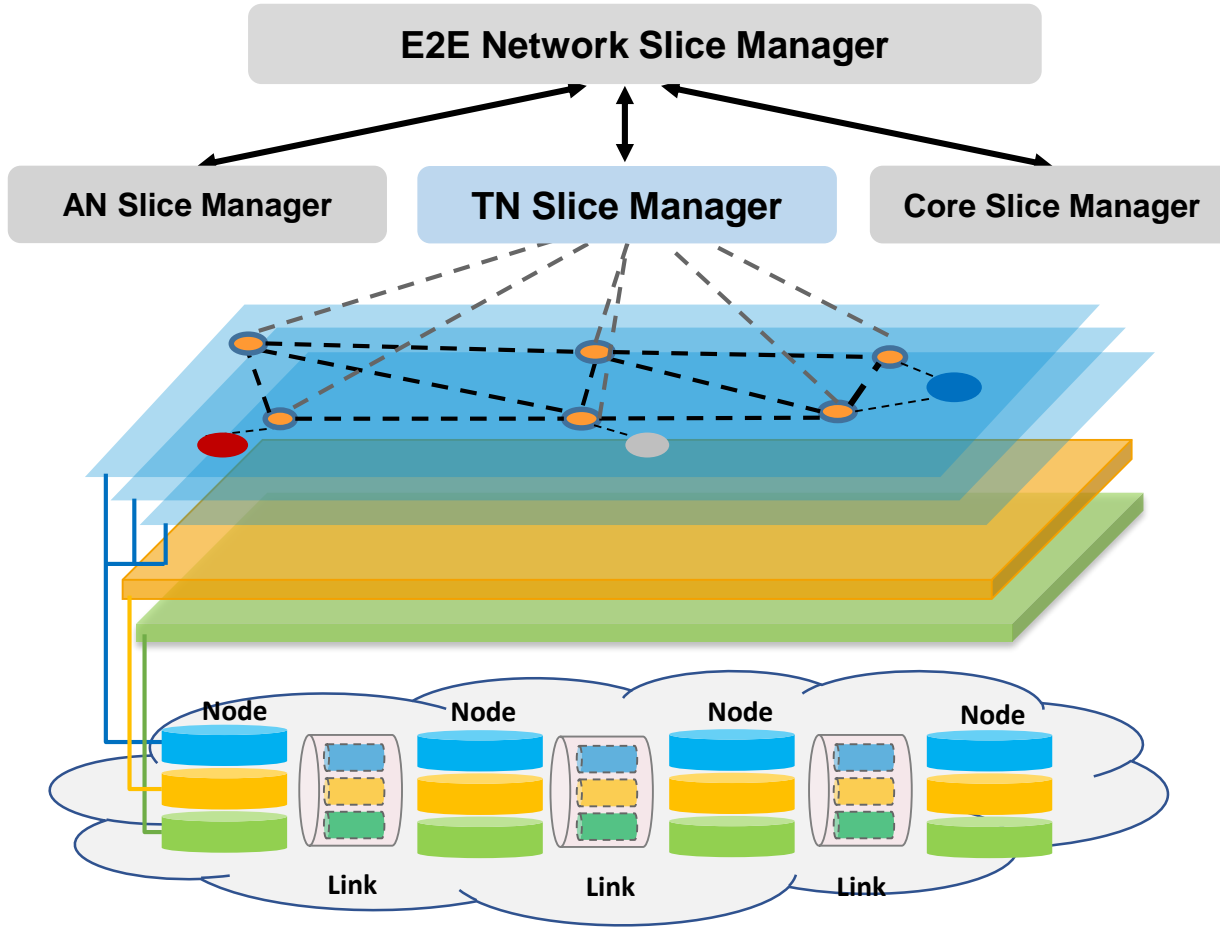 E2E Network Slice Manager
AN Slice Manager
TN Slice Manager
Core Slice Manager
Node
Node
Node
Node
Link
Link
Link